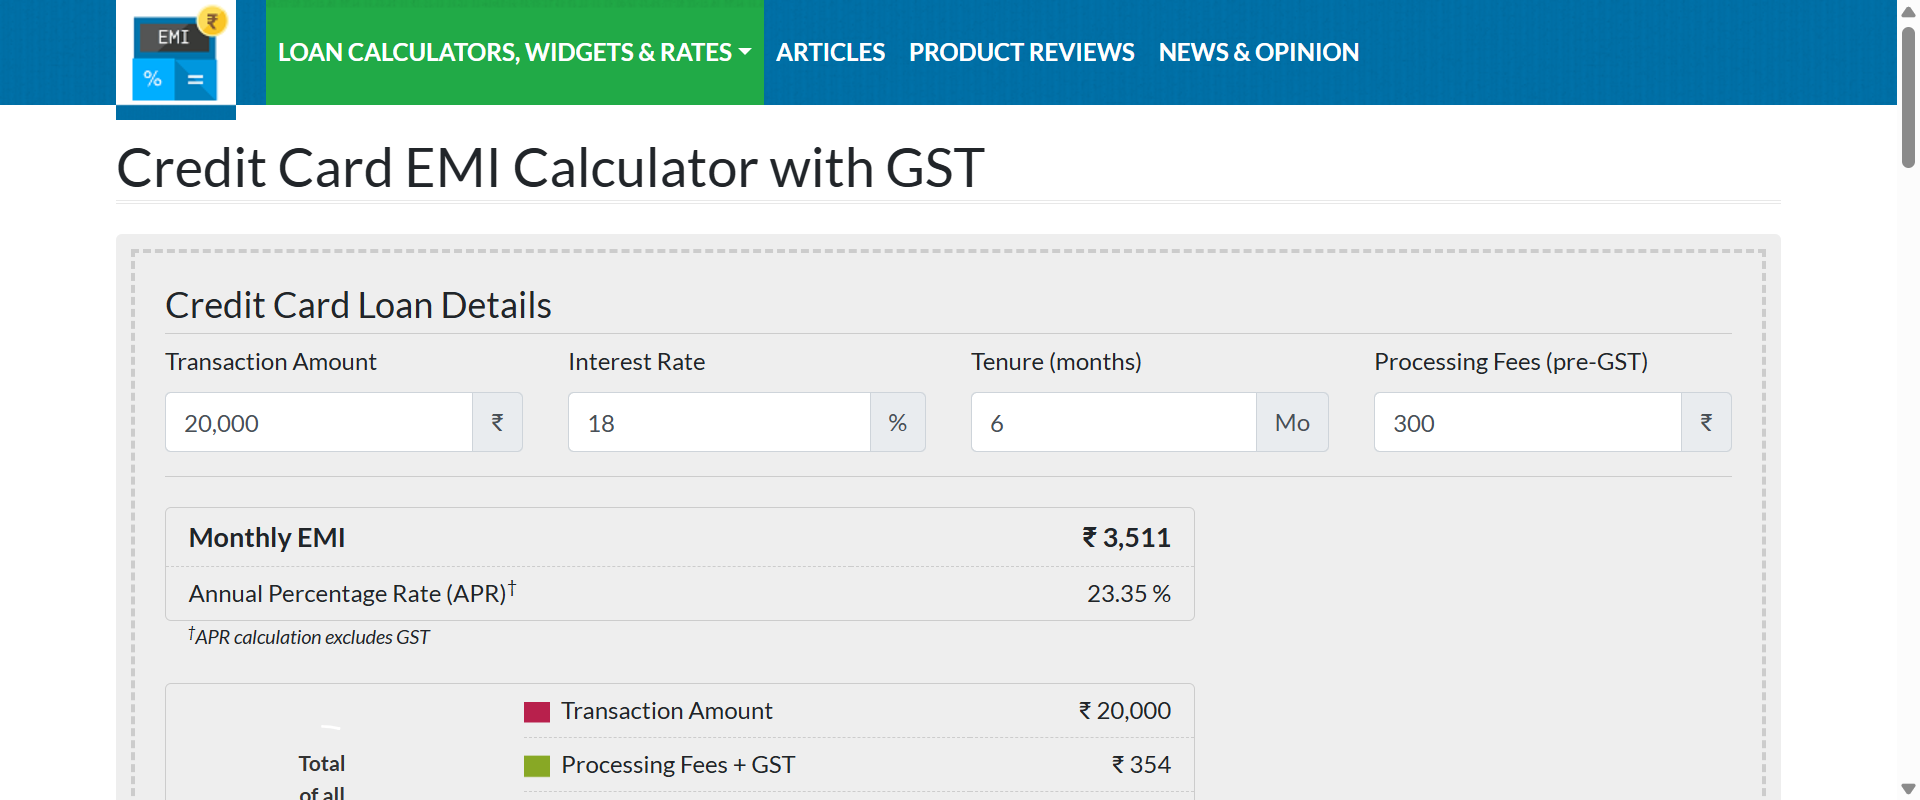 EMI
₹
%
=
LOAN CALCULATORS, WIDGETS & RATES
ARTICLES
PRODUCT REVIEWS
NEWS & OPINION
Credit Card EMI Calculator with GST
Credit Card Loan Details
Transaction Amount
Interest Rate
Tenure (months)
Processing Fees (pre-GST)
20,000 ₹
18 %
6 Mo
300 ₹
Monthly EMI ₹ 3,511
Annual Percentage Rate (APR)† 23.35 %
†APR calculation excludes GST
Total
of all
Transaction Amount ₹ 20,000
Processing Fees + GST ₹ 354